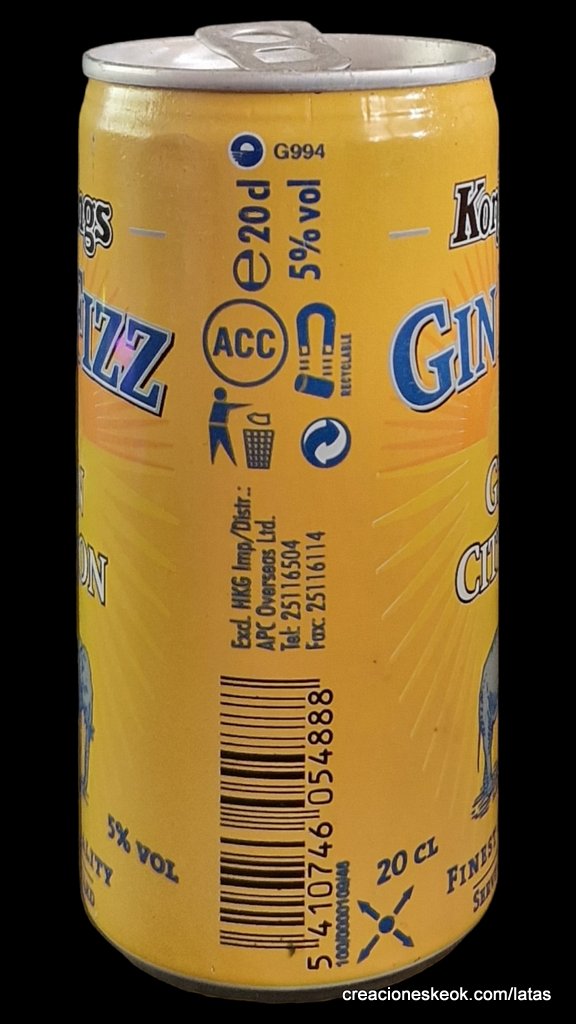 G994
e 20 cl
5% vol
ACC
RECYCLABLE
Excl. HKG Imp/Distr.:
APC Overseas Ltd.
Tel: 25116504
Fax: 25116114
5 410746 054888
GIN
20 CL
FINEST
5% VOL
creacioneskeok.com/latas